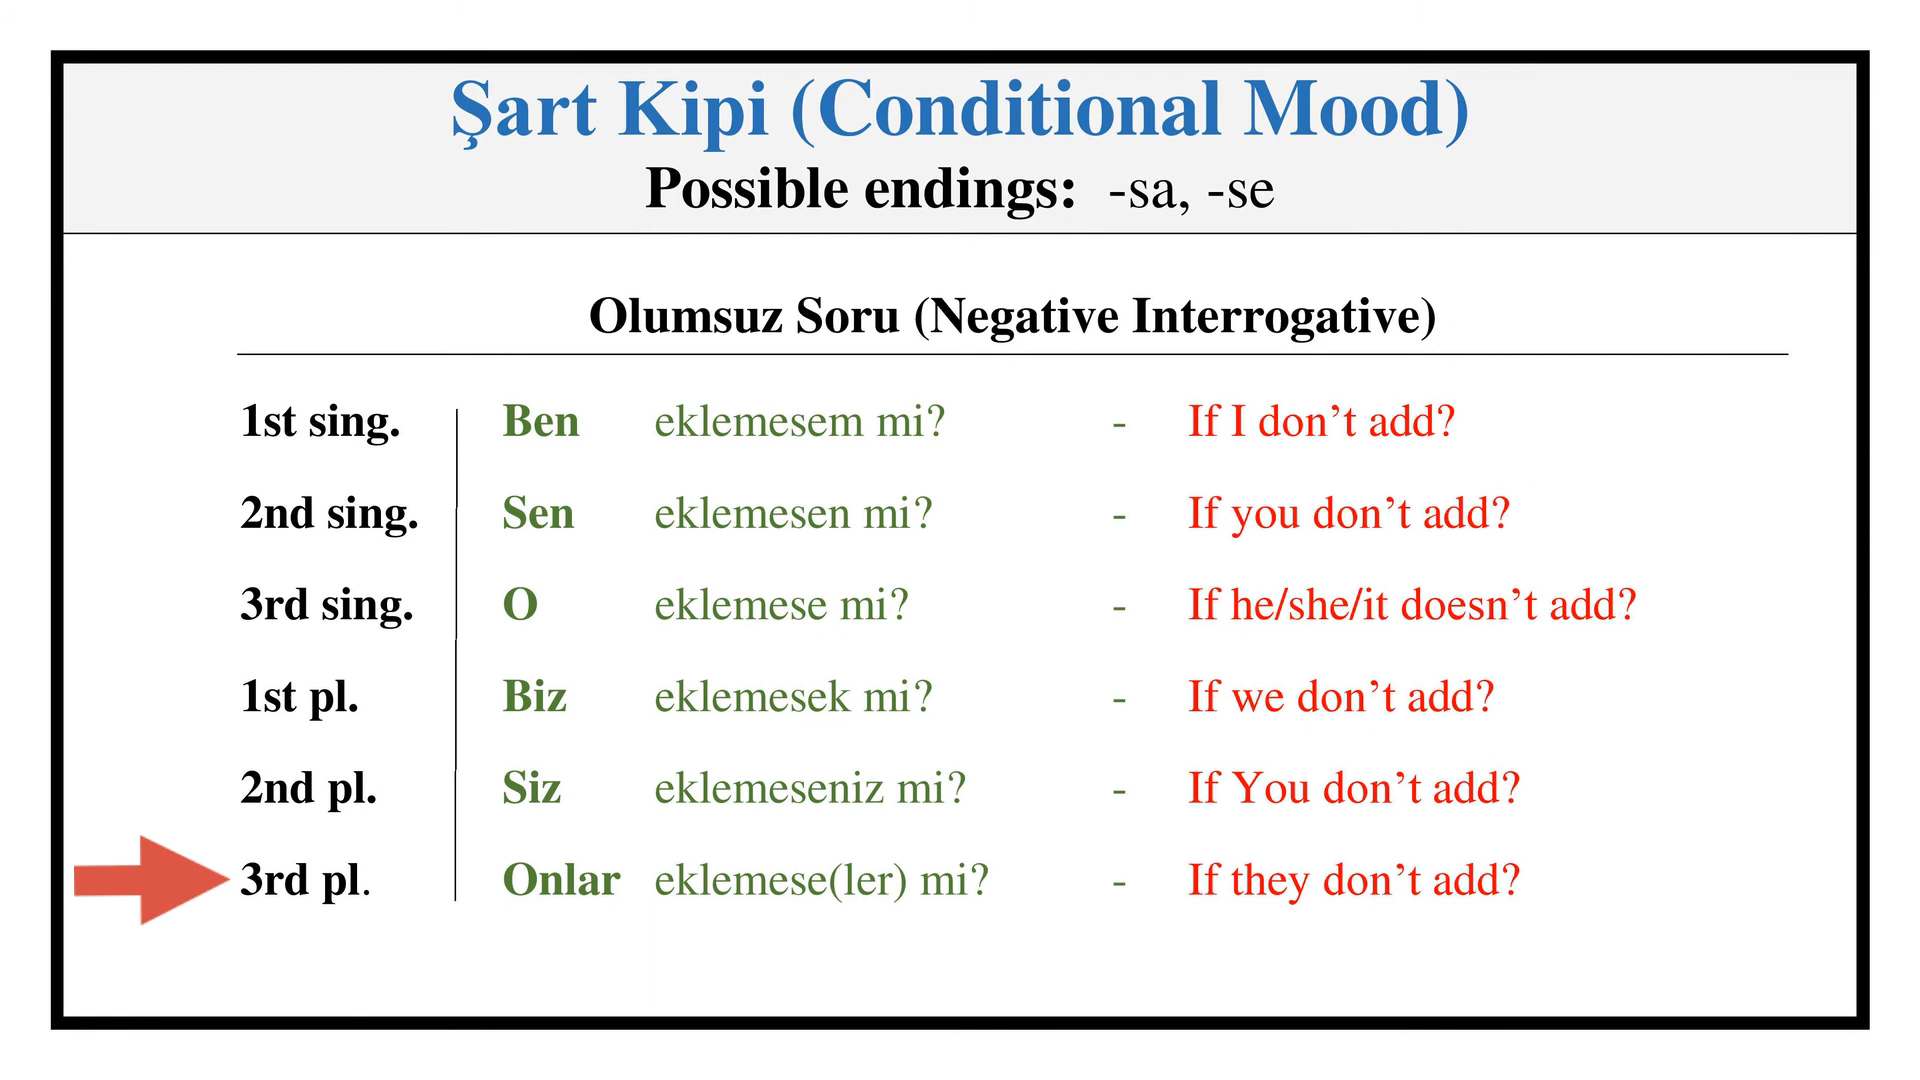 Şart Kipi (Conditional Mood)
Possible endings: -sa, -se
Olumsuz Soru (Negative Interrogative)
1st sing. Ben eklemesem mi? - If I don’t add?
2nd sing. Sen eklemesen mi? - If you don’t add?
3rd sing. O eklemese mi? - If he/she/it doesn’t add?
1st pl. Biz eklemesek mi? - If we don’t add?
2nd pl. Siz eklemeseniz mi? - If You don’t add?
3rd pl. Onlar eklemese(ler) mi? - If they don’t add?